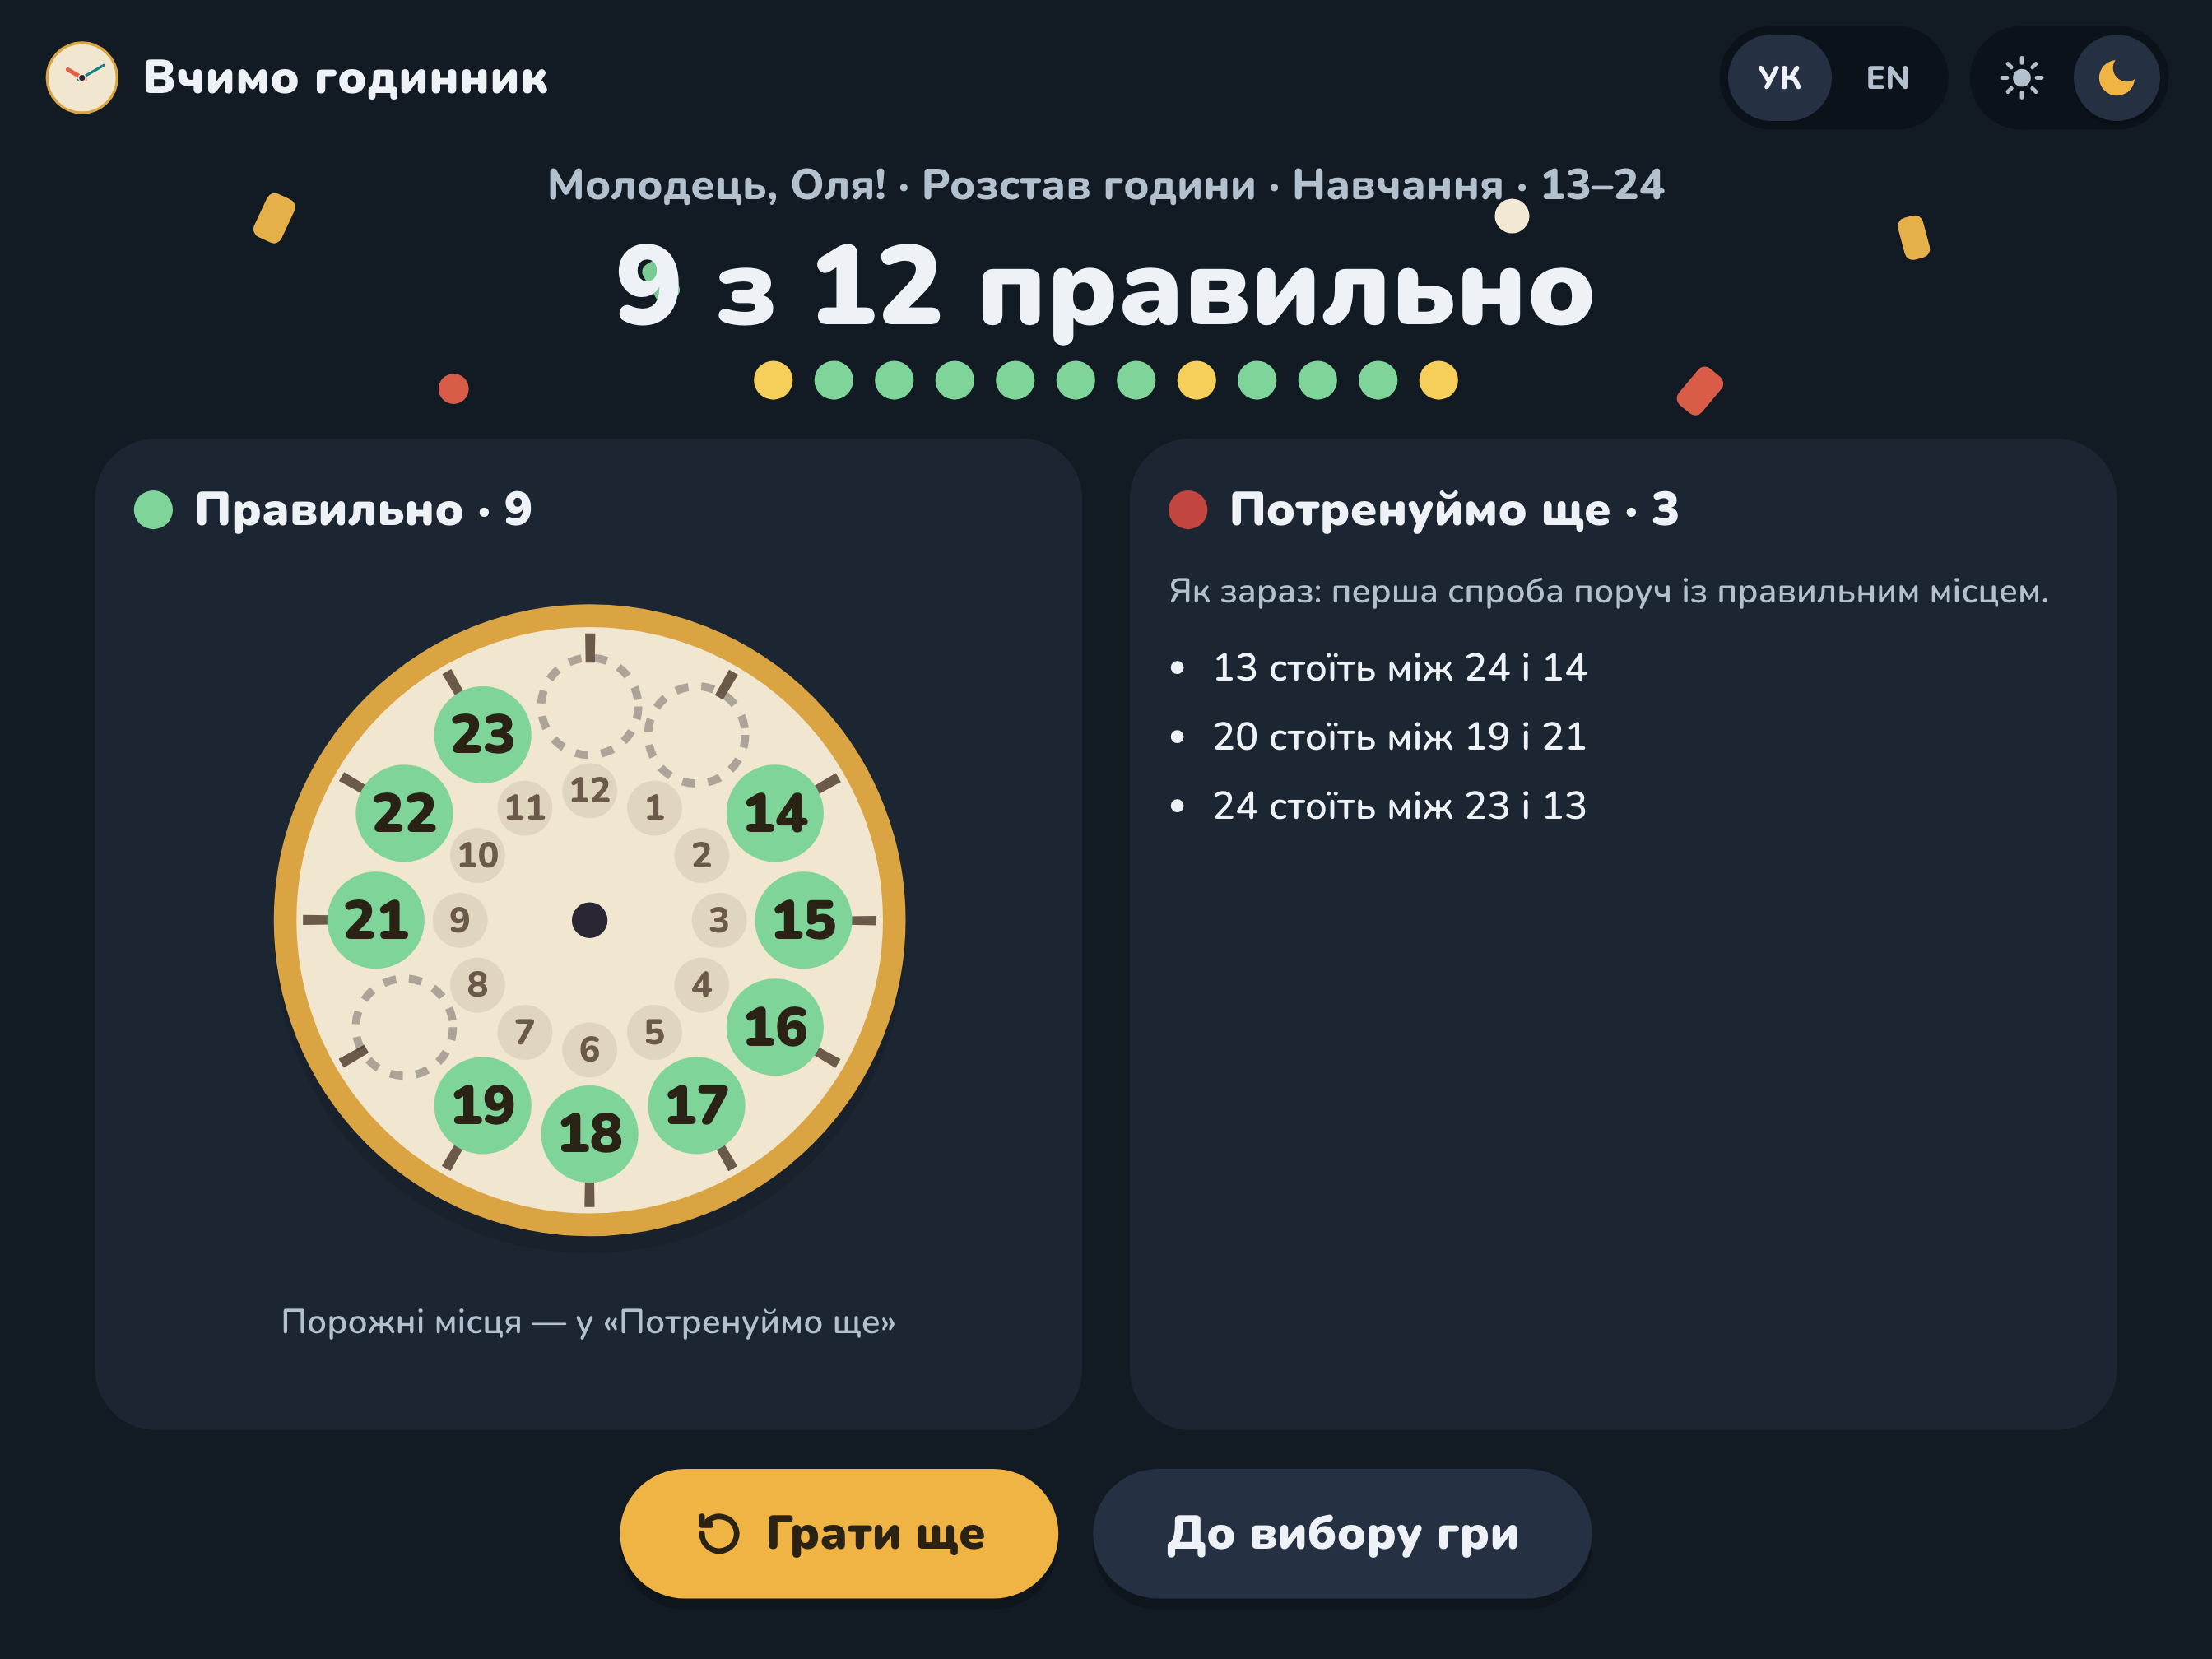 Вчимо годинник
УК EN
Молодець, Оля! · Розстав години · Навчання · 13–24
9 з 12 правильно
Правильно · 9
23
22
21
19
18
17
16
15
14
12
11
1
10
2
9
3
8
4
7
5
6
Порожні місця — у «Потренуймо ще»
Потренуймо ще · 3
Як зараз: перша спроба поруч із правильним місцем.
• 13 стоїть між 24 і 14
• 20 стоїть між 19 і 21
• 24 стоїть між 23 і 13
Грати ще
До вибору гри